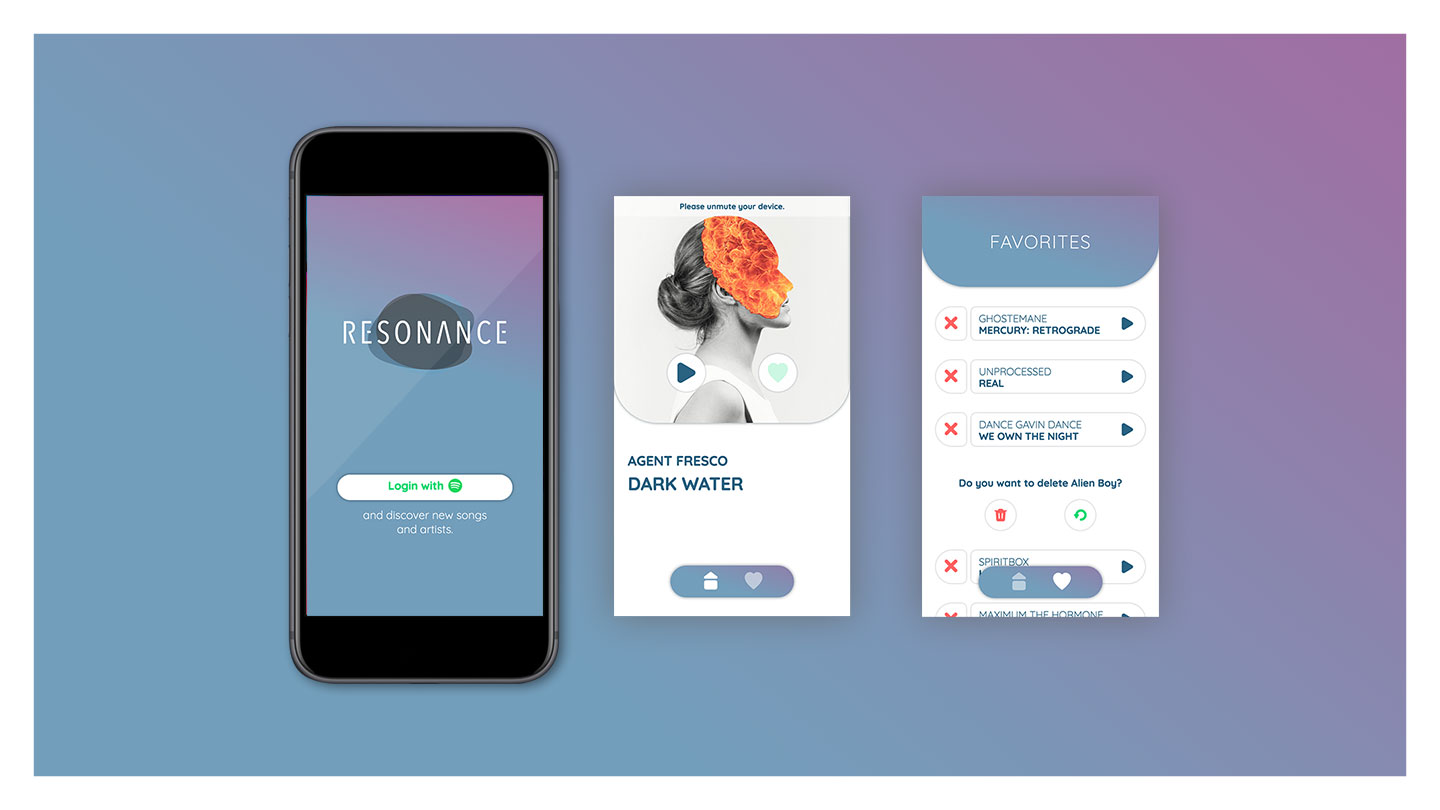 RESONANCE
Login with
and discover new songs
and artists.
Please unmute your device.
AGENT FRESCO
DARK WATER
FAVORITES
GHOSTEMANE
MERCURY: RETROGRADE
UNPROCESSED
REAL
DANCE GAVIN DANCE
WE OWN THE NIGHT
Do you want to delete Alien Boy?
SPIRITBOX
MAXIMUM THE HORMONE